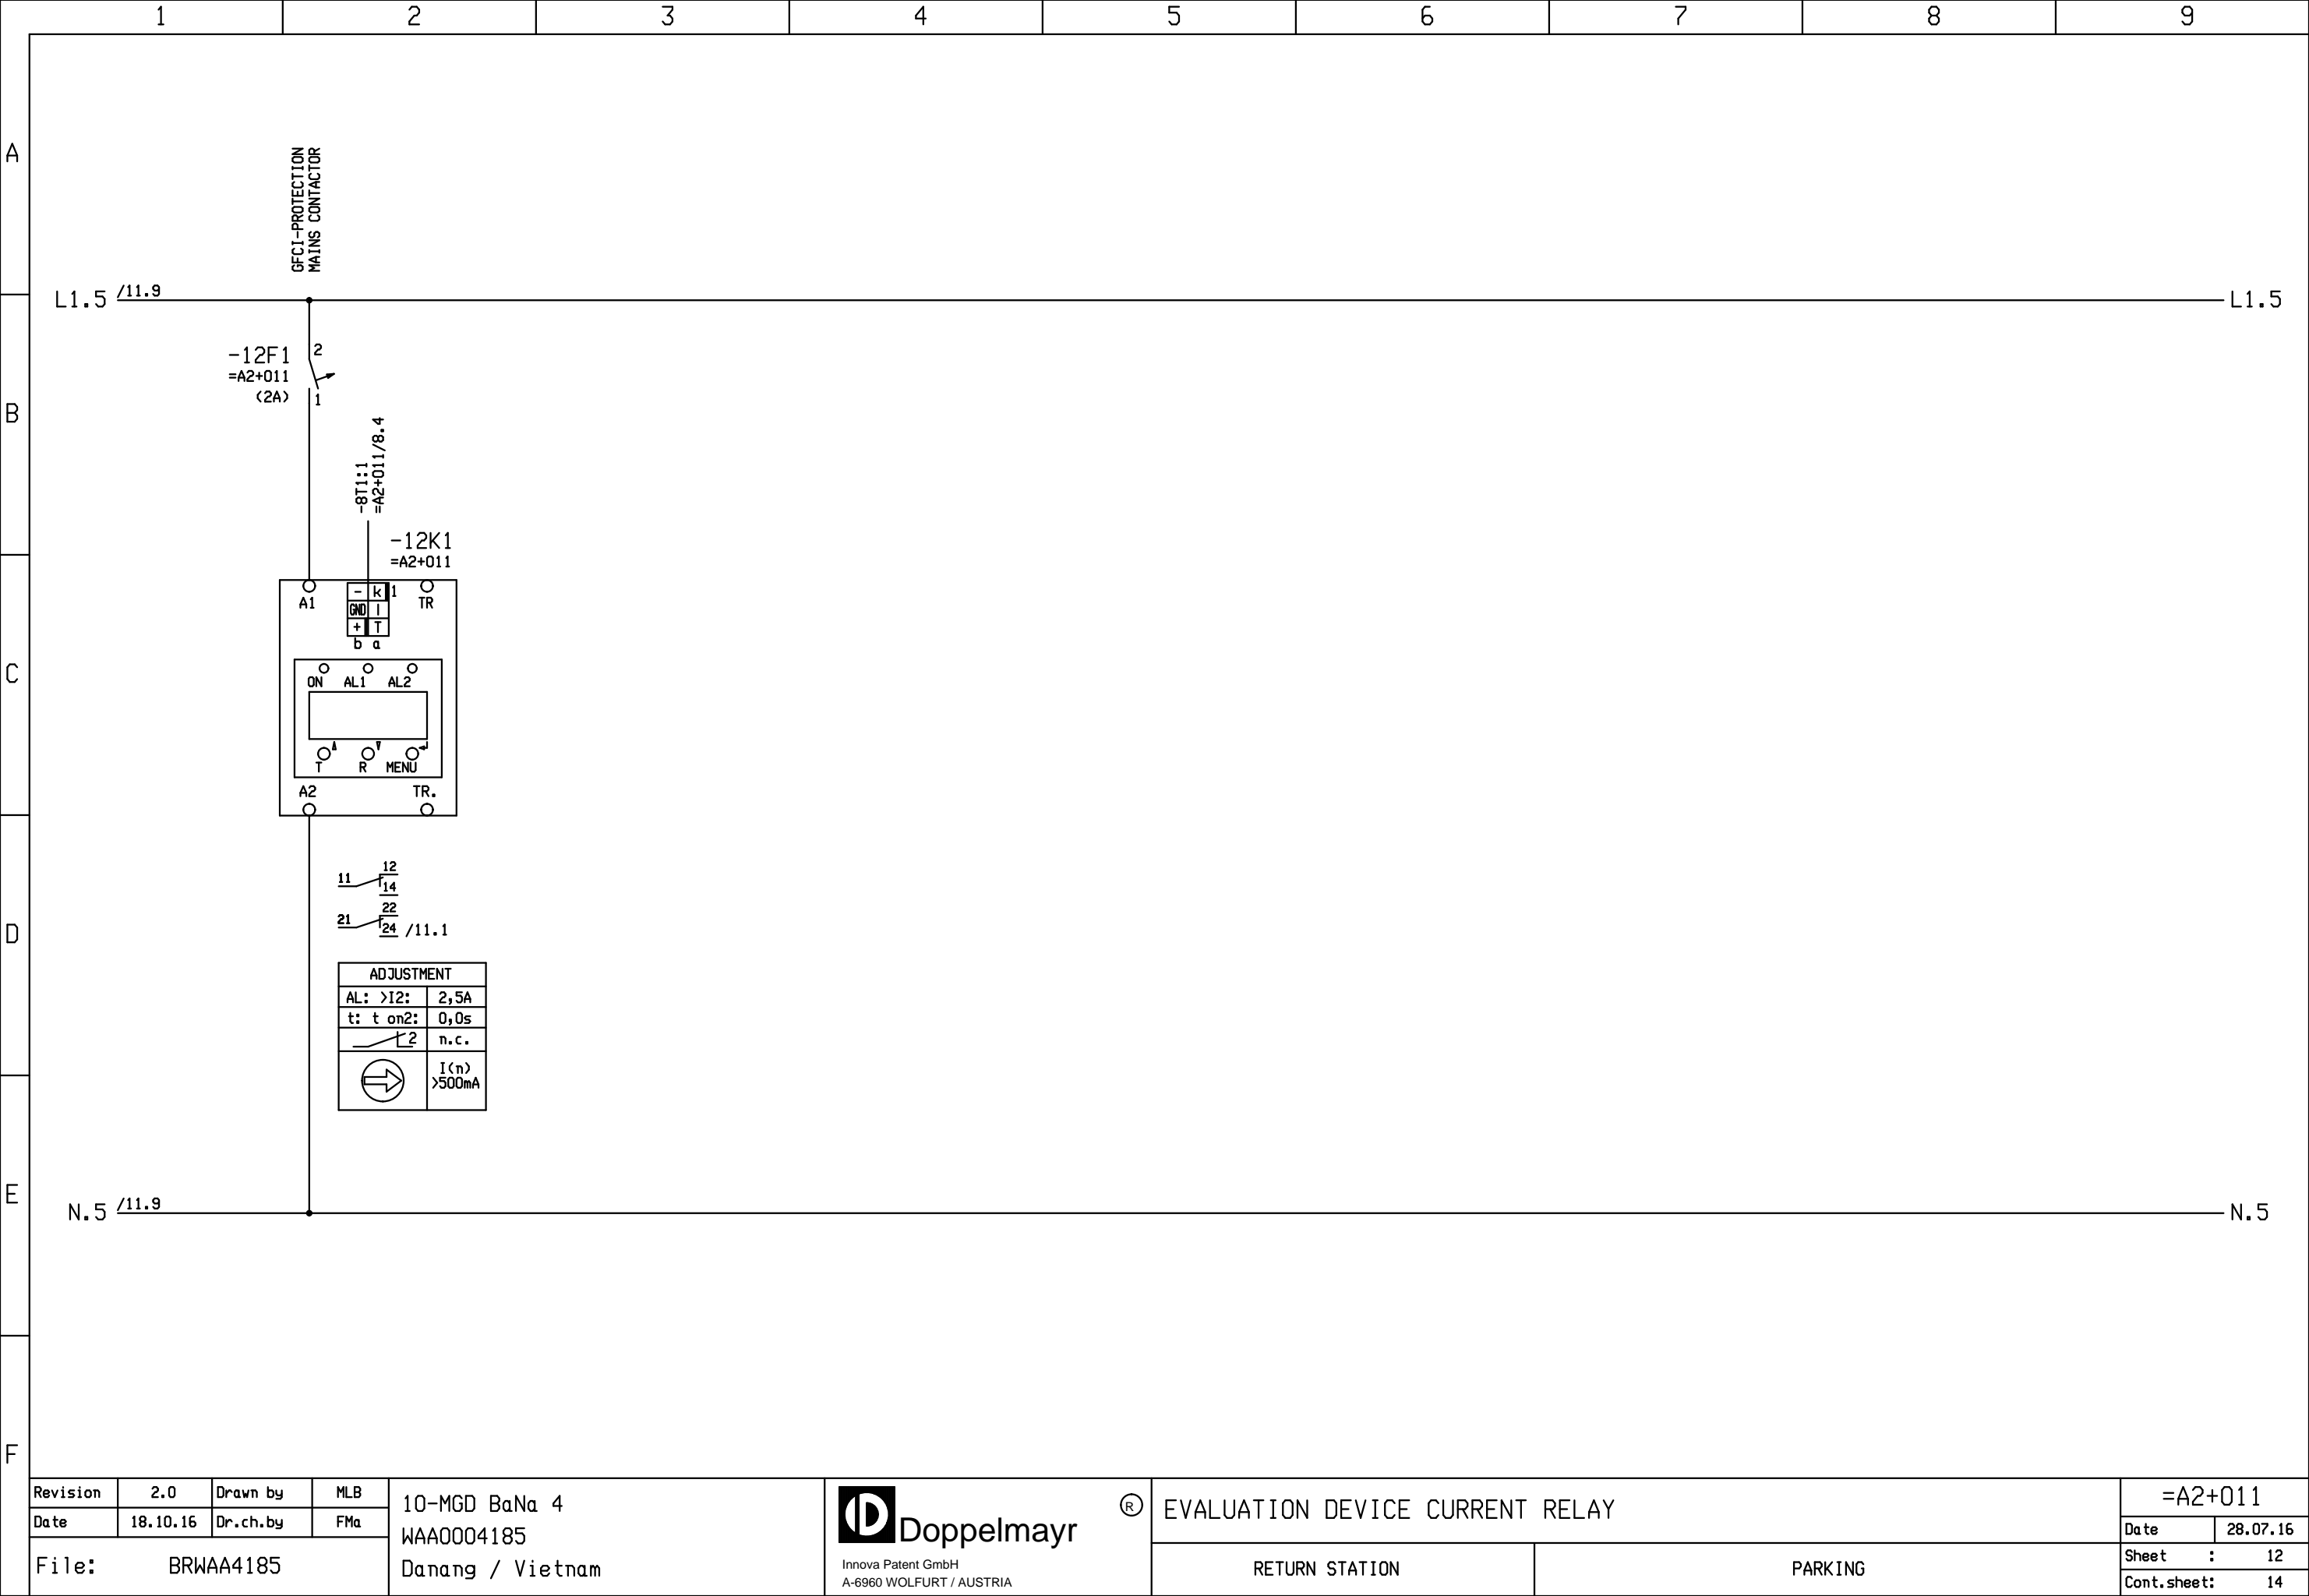 1 2 3 4 5 6 7 8 9
A
GFCI-PROTECTION
MAINS CONTACTOR
L1.5 /11.9
L1.5
B
-12F1
=A2+011
(2A)
2
1
-8T1:1
=A2+011/8.4
-12K1
=A2+011
C
A1
- k 1
GND l
+ T
b a
TR
ON AL1 AL2
T R MENU
A2 TR.
D
11 12
14
21 22
24 /11.1
ADJUSTMENT
AL: >I2: 2,5A
t: t on2: 0,0s
2 n.c.
I(n)
>500mA
E
N.5 /11.9
N.5
F
Revision 2.0 Drawn by MLB
Date 18.10.16 Dr.ch.by FMa
File: BRWAA4185
10-MGD BaNa 4
WAA0004185
Danang / Vietnam
Doppelmayr
R
Innova Patent GmbH
A-6960 WOLFURT / AUSTRIA
EVALUATION DEVICE CURRENT RELAY
RETURN STATION PARKING
=A2+011
Date 28.07.16
Sheet : 12
Cont.sheet: 14